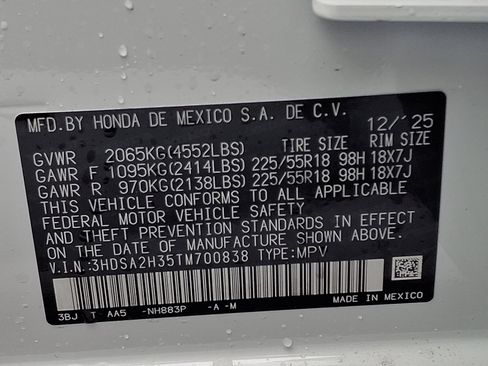 MFD.BY HONDA DE MEXICO S.A. DE C.V. 12/'25
TIRE SIZE RIM SIZE
GVWR 2065KG(4552LBS)
GAWR F 1095KG(2414LBS) 225/55R18 98H 18X7J
GAWR R 970KG(2138LBS) 225/55R18 98H 18X7J
THIS VEHICLE CONFORMS TO ALL APPLICABLE
FEDERAL MOTOR VEHICLE SAFETY
AND THEFT PREVENTION STANDARDS IN EFFECT
ON THE DATE OF MANUFACTURE SHOWN ABOVE.
V.I.N:3HDSA2H35TM700838 TYPE:MPV
3BJ T- AA5 -NH883P -A -M MADE IN MEXICO